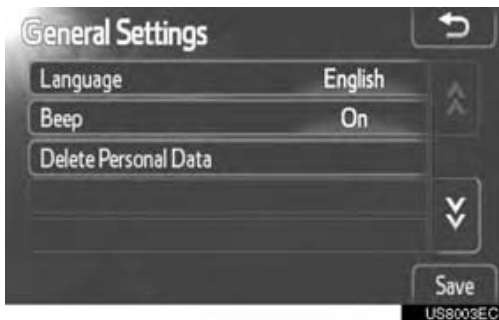 General Settings
Language English
Beep On
Delete Personal Data
Save
US8003EC